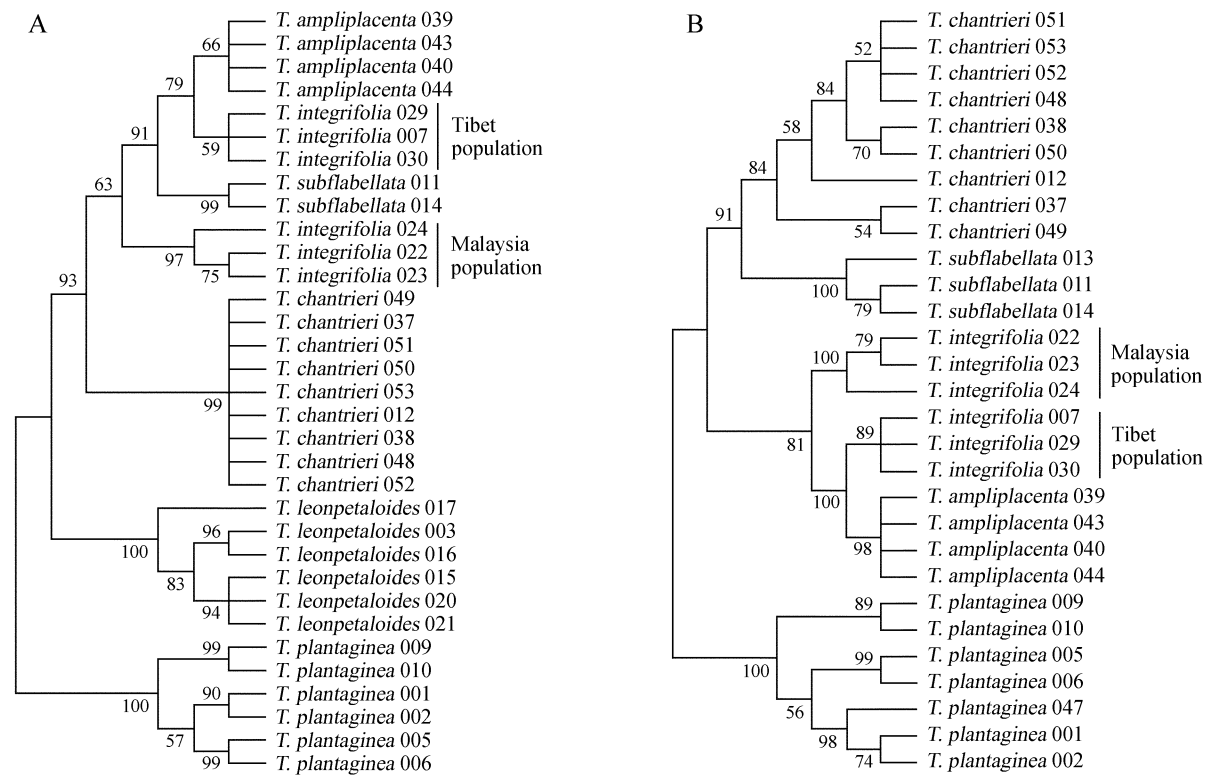 A
T. ampliplacenta 039
T. ampliplacenta 043
66
T. ampliplacenta 040
T. ampliplacenta 044
79
T. integrifolia 029
T. integrifolia 007
59
T. integrifolia 030
Tibet
population
91
T. subflabellata 011
99
T. subflabellata 014
63
T. integrifolia 024
97
T. integrifolia 022
75
T. integrifolia 023
Malaysia
population
93
T. chantrieri 049
T. chantrieri 037
T. chantrieri 051
T. chantrieri 050
T. chantrieri 053
99
T. chantrieri 012
T. chantrieri 038
T. chantrieri 048
T. chantrieri 052
T. leonpetaloides 017
100
96
T. leonpetaloides 003
T. leonpetaloides 016
83
T. leonpetaloides 015
94
T. leonpetaloides 020
T. leonpetaloides 021
99
T. plantaginea 009
T. plantaginea 010
100
90
T. plantaginea 001
T. plantaginea 002
57
T. plantaginea 005
99
T. plantaginea 006
B
T. chantrieri 051
52
T. chantrieri 053
T. chantrieri 052
84
T. chantrieri 048
58
T. chantrieri 038
70
T. chantrieri 050
84
T. chantrieri 012
T. chantrieri 037
54
T. chantrieri 049
91
T. subflabellata 013
100
T. subflabellata 011
79
T. subflabellata 014
79
T. integrifolia 022
100
T. integrifolia 023
T. integrifolia 024
Malaysia
population
81
T. integrifolia 007
89
T. integrifolia 029
T. integrifolia 030
Tibet
population
100
T. ampliplacenta 039
T. ampliplacenta 043
98
T. ampliplacenta 040
T. ampliplacenta 044
89
T. plantaginea 009
T. plantaginea 010
100
99
T. plantaginea 005
T. plantaginea 006
56
T. plantaginea 047
98
T. plantaginea 001
74
T. plantaginea 002